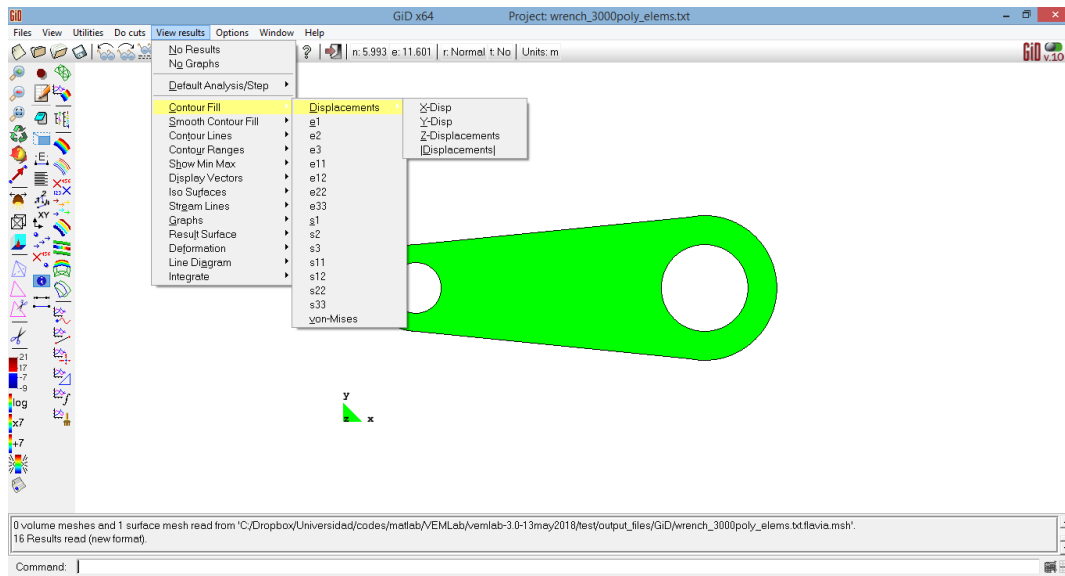 GiD
GiD x64 Project: wrench_3000poly_elems.txt
Files View Utilities Do cuts View results Options Window Help
n: 5.993 e: 11.601 r: Normal t: No Units: m
GiD v.10
No Results
No Graphs
Default Analysis/Step
Contour Fill
Smooth Contour Fill
Contour Lines
Contour Ranges
Show Min Max
Display Vectors
Iso Surfaces
Stream Lines
Graphs
Result Surface
Deformation
Line Diagram
Integrate
Displacements
e1
e2
e3
e11
e12
e22
e33
s1
s2
s3
s11
s12
s22
s33
von-Mises
X-Disp
Y-Disp
Z-Displacements
|Displacements|
:E:
XY
21
17
-7
-9
log
x7
+7
y
z x
0 volume meshes and 1 surface mesh read from 'C:/Dropbox/Universidad/codes/matlab/VEMLab/vemlab-3.0-13may2018/test/output_files/GiD/wrench_3000poly_elems.txt.flavia.msh'.
16 Results read (new format).
Command: